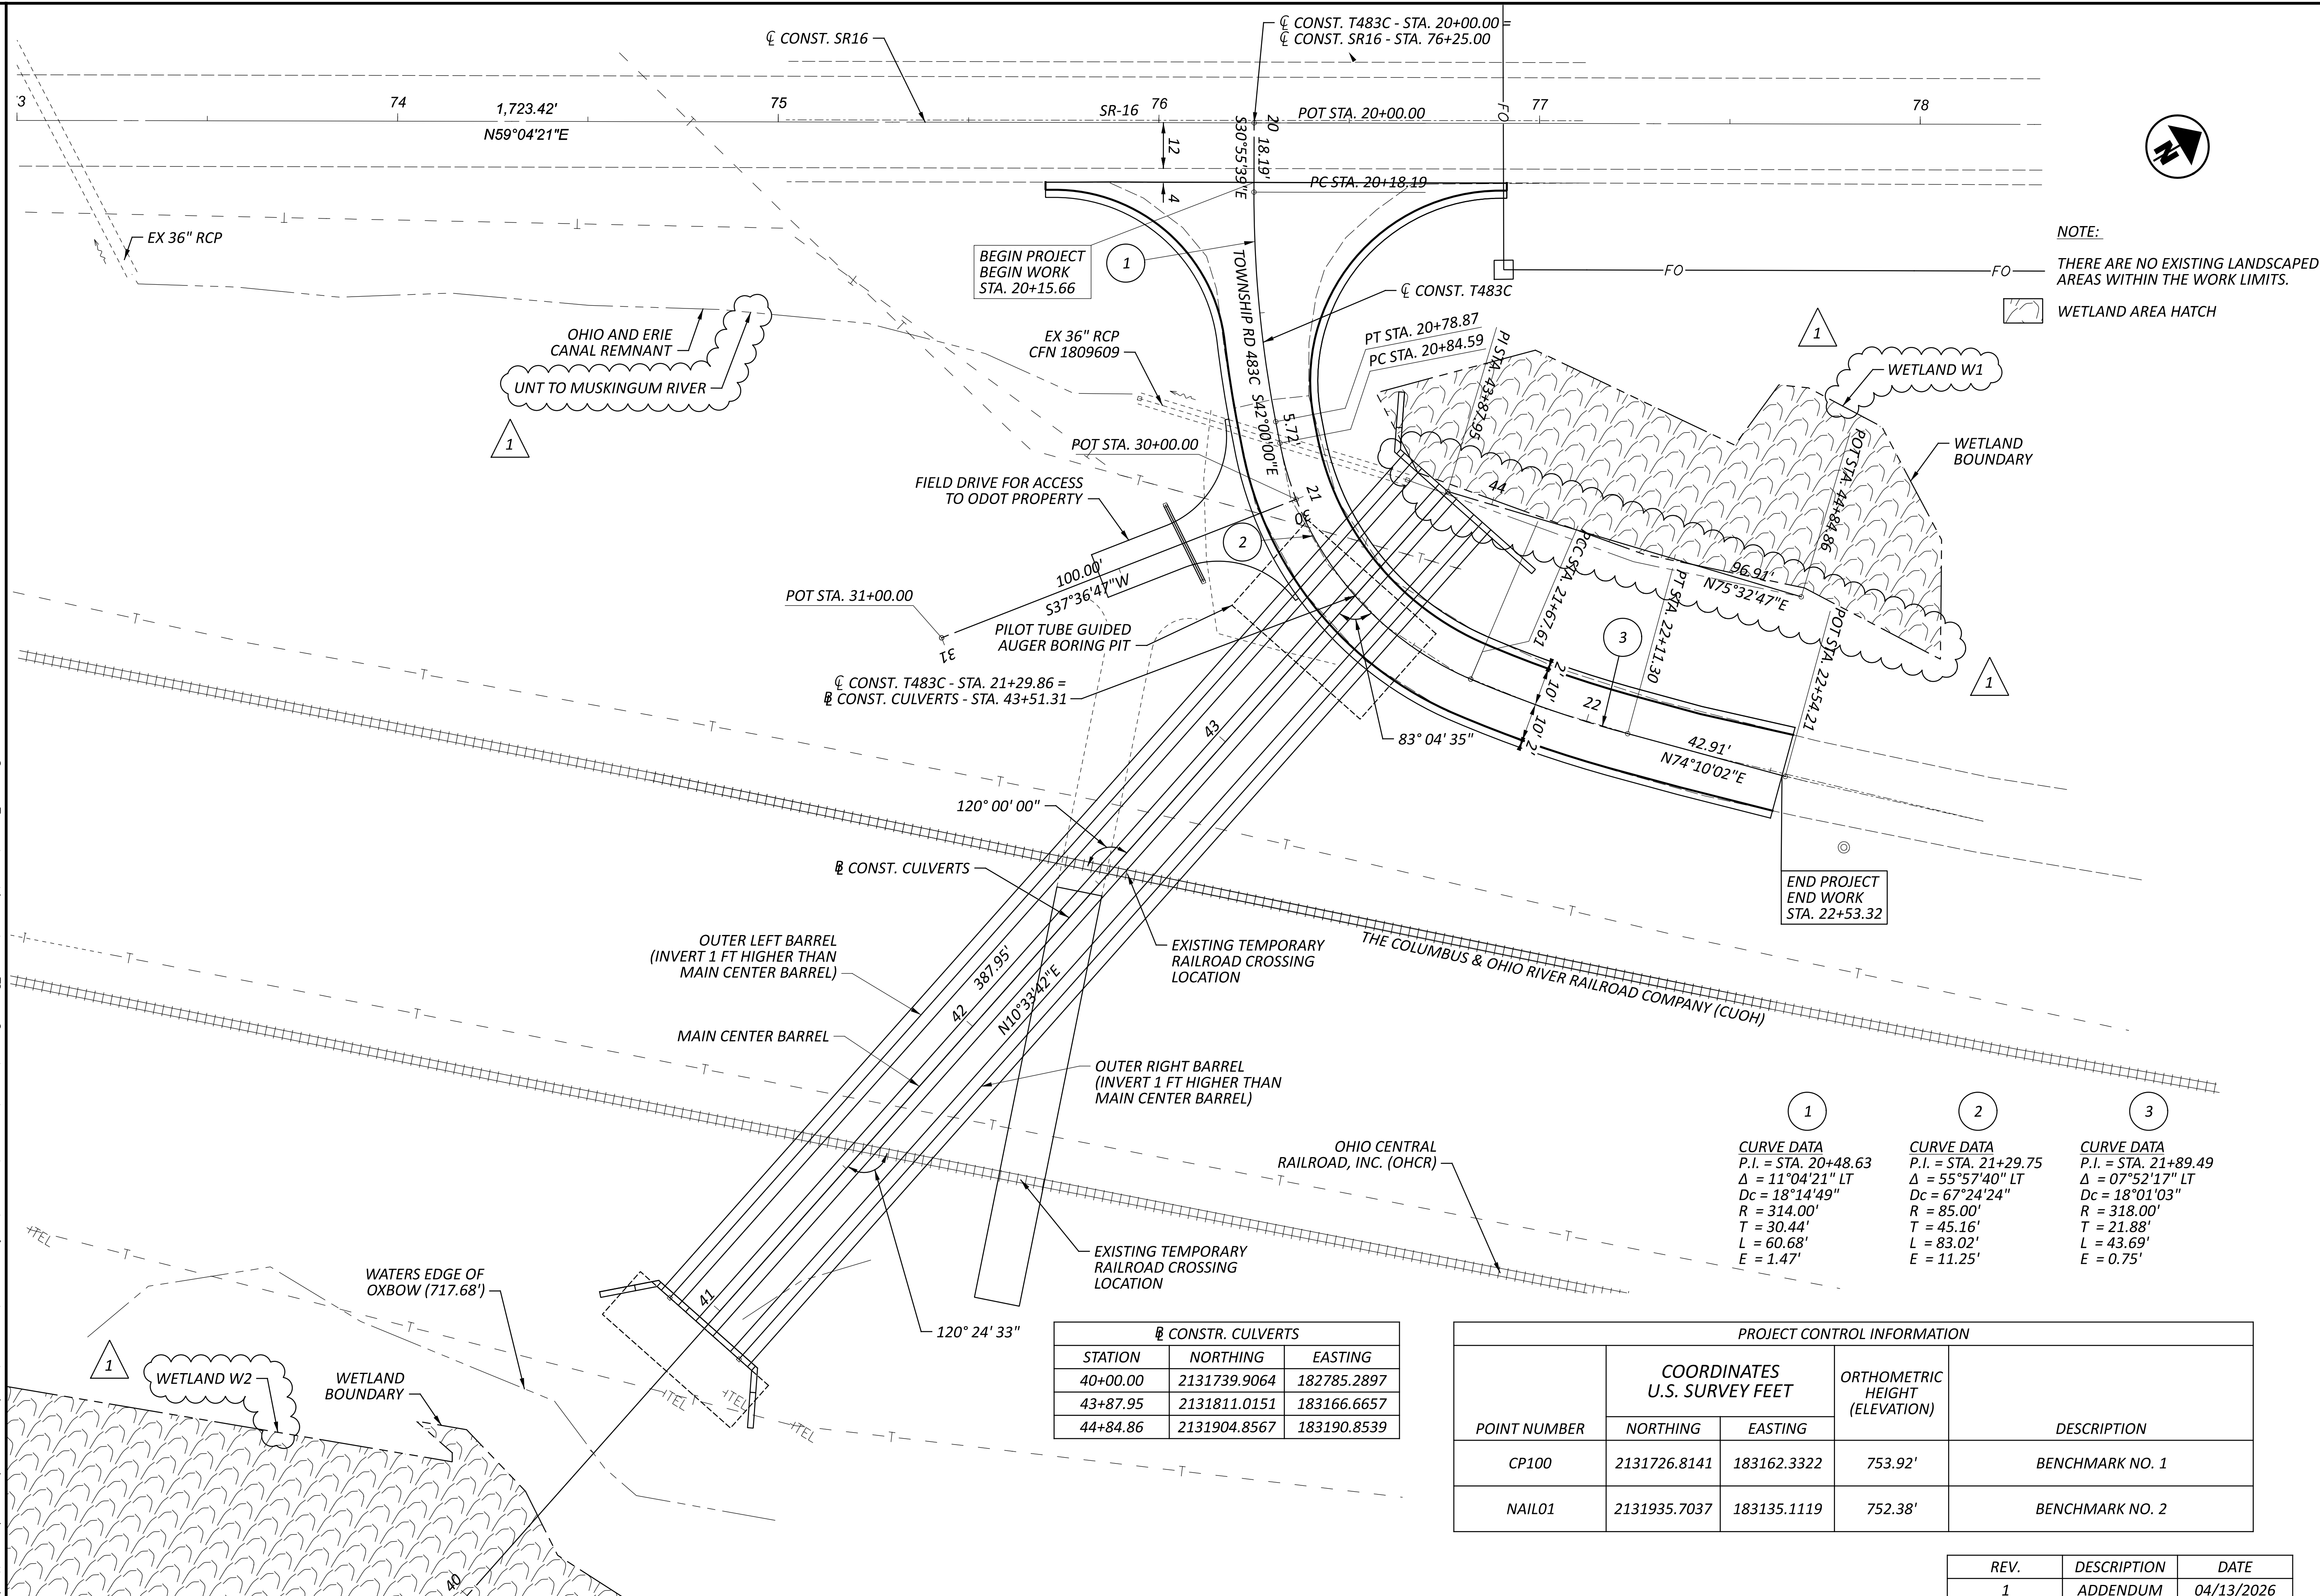 ℄ CONST. SR16
℄ CONST. T483C - STA. 20+00.00 =
℄ CONST. SR16 - STA. 76+25.00
3
74
75
76
77
78
1,723.42'
N59°04'21"E
SR-16
POT STA. 20+00.00
FO
12
4
20
18.19'
S30°55'39"E
PC STA. 20+18.19
EX 36" RCP
BEGIN PROJECT
BEGIN WORK
STA. 20+15.66
1
FO
FO
N
NOTE:
THERE ARE NO EXISTING LANDSCAPED
AREAS WITHIN THE WORK LIMITS.
WETLAND AREA HATCH
℄ CONST. T483C
TOWNSHIP RD 483C
S42°00'00"E
5.72'
OHIO AND ERIE
CANAL REMNANT
UNT TO MUSKINGUM RIVER
1
EX 36" RCP
CFN 1809609
PT STA. 20+78.87
PC STA. 20+84.59
PI STA. 43+87.95
1
WETLAND W1
WETLAND
BOUNDARY
POT STA. 44+84.86
POT STA. 30+00.00
FIELD DRIVE FOR ACCESS
TO ODOT PROPERTY
21
30
2
44
100.00'
S37°36'47"W
POT STA. 31+00.00
31
PILOT TUBE GUIDED
AUGER BORING PIT
℄ CONST. T483C - STA. 21+29.86 =
BL CONST. CULVERTS - STA. 43+51.31
PCC STA. 21+67.61
PT STA. 22+11.30
96.91'
N75°32'47"E
3
POT STA. 22+54.21
1
2'
10'
10'
2'
22
42.91'
N74°10'02"E
83° 04' 35"
43
120° 00' 00"
BL CONST. CULVERTS
END PROJECT
END WORK
STA. 22+53.32
OUTER LEFT BARREL
(INVERT 1 FT HIGHER THAN
MAIN CENTER BARREL)
387.95'
N10°33'42"E
42
EXISTING TEMPORARY
RAILROAD CROSSING
LOCATION
THE COLUMBUS & OHIO RIVER RAILROAD COMPANY (CUOH)
MAIN CENTER BARREL
OUTER RIGHT BARREL
(INVERT 1 FT HIGHER THAN
MAIN CENTER BARREL)
OHIO CENTRAL
RAILROAD, INC. (OHCR)
EXISTING TEMPORARY
RAILROAD CROSSING
LOCATION
120° 24' 33"
41
WATERS EDGE OF
OXBOW (717.68')
TEL
TEL
TEL
TEL
1
WETLAND W2
WETLAND
BOUNDARY
40
1
CURVE DATA
P.I. = STA. 20+48.63
Δ = 11°04'21" LT
Dc = 18°14'49"
R = 314.00'
T = 30.44'
L = 60.68'
E = 1.47'
2
CURVE DATA
P.I. = STA. 21+29.75
Δ = 55°57'40" LT
Dc = 67°24'24"
R = 85.00'
T = 45.16'
L = 83.02'
E = 11.25'
3
CURVE DATA
P.I. = STA. 21+89.49
Δ = 07°52'17" LT
Dc = 18°01'03"
R = 318.00'
T = 21.88'
L = 43.69'
E = 0.75'
BL CONSTR. CULVERTS
STATION NORTHING EASTING
40+00.00 2131739.9064 182785.2897
43+87.95 2131811.0151 183166.6657
44+84.86 2131904.8567 183190.8539
PROJECT CONTROL INFORMATION
COORDINATES
U.S. SURVEY FEET
ORTHOMETRIC
HEIGHT
(ELEVATION)
POINT NUMBER NORTHING EASTING DESCRIPTION
CP100 2131726.8141 183162.3322 753.92' BENCHMARK NO. 1
NAIL01 2131935.7037 183135.1119 752.38' BENCHMARK NO. 2
REV. DESCRIPTION DATE
1 ADDENDUM 04/13/2026